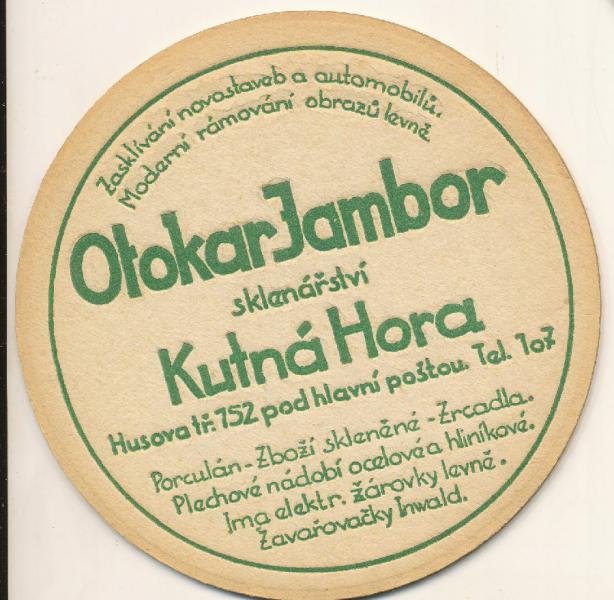 Zasklívání novostaveb a automobilů.
Moderní rámování obrazů levně
Otokar Jambor
sklenářství
Kutná Hora
Husova tř. 752 pod hlavní poštou. Tel. 107
Porculán - Zboží skleněné - Zrcadla.
Plechové nádobí ocelové a hliníkové.
Ima elektr. žárovky levně.
Zavařovačky Inwald.